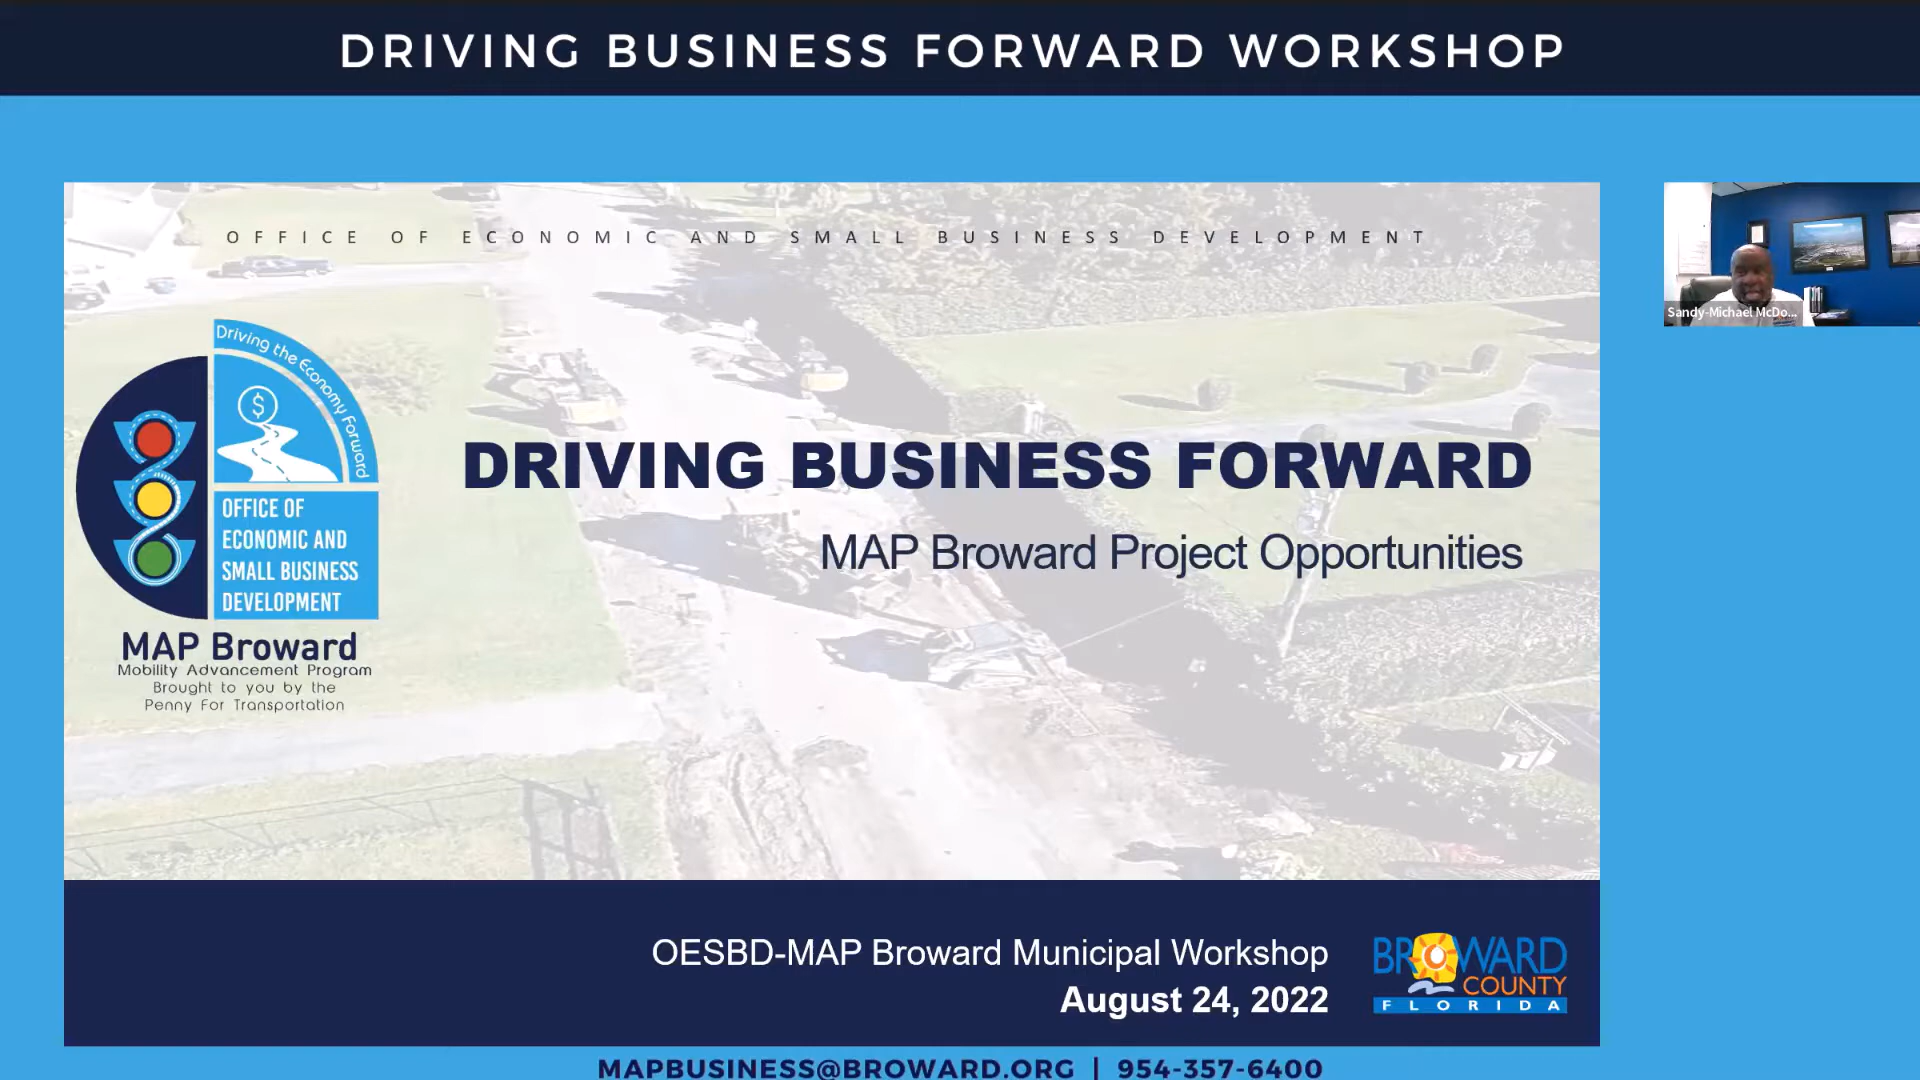 DRIVING BUSINESS FORWARD WORKSHOP
OFFICE OF ECONOMIC AND SMALL BUSINESS DEVELOPMENT
Sandy-Michael McDo...
Driving the Economy Forward
$
OFFICE OF
ECONOMIC AND
SMALL BUSINESS
DEVELOPMENT
MAP Broward
Mobility Advancement Program
Brought to you by the
Penny For Transportation
DRIVING BUSINESS FORWARD
MAP Broward Project Opportunities
OESBD-MAP Broward Municipal Workshop
August 24, 2022
BROWARD
COUNTY
FLORIDA
MAPBUSINESS@BROWARD.ORG | 954-357-6400